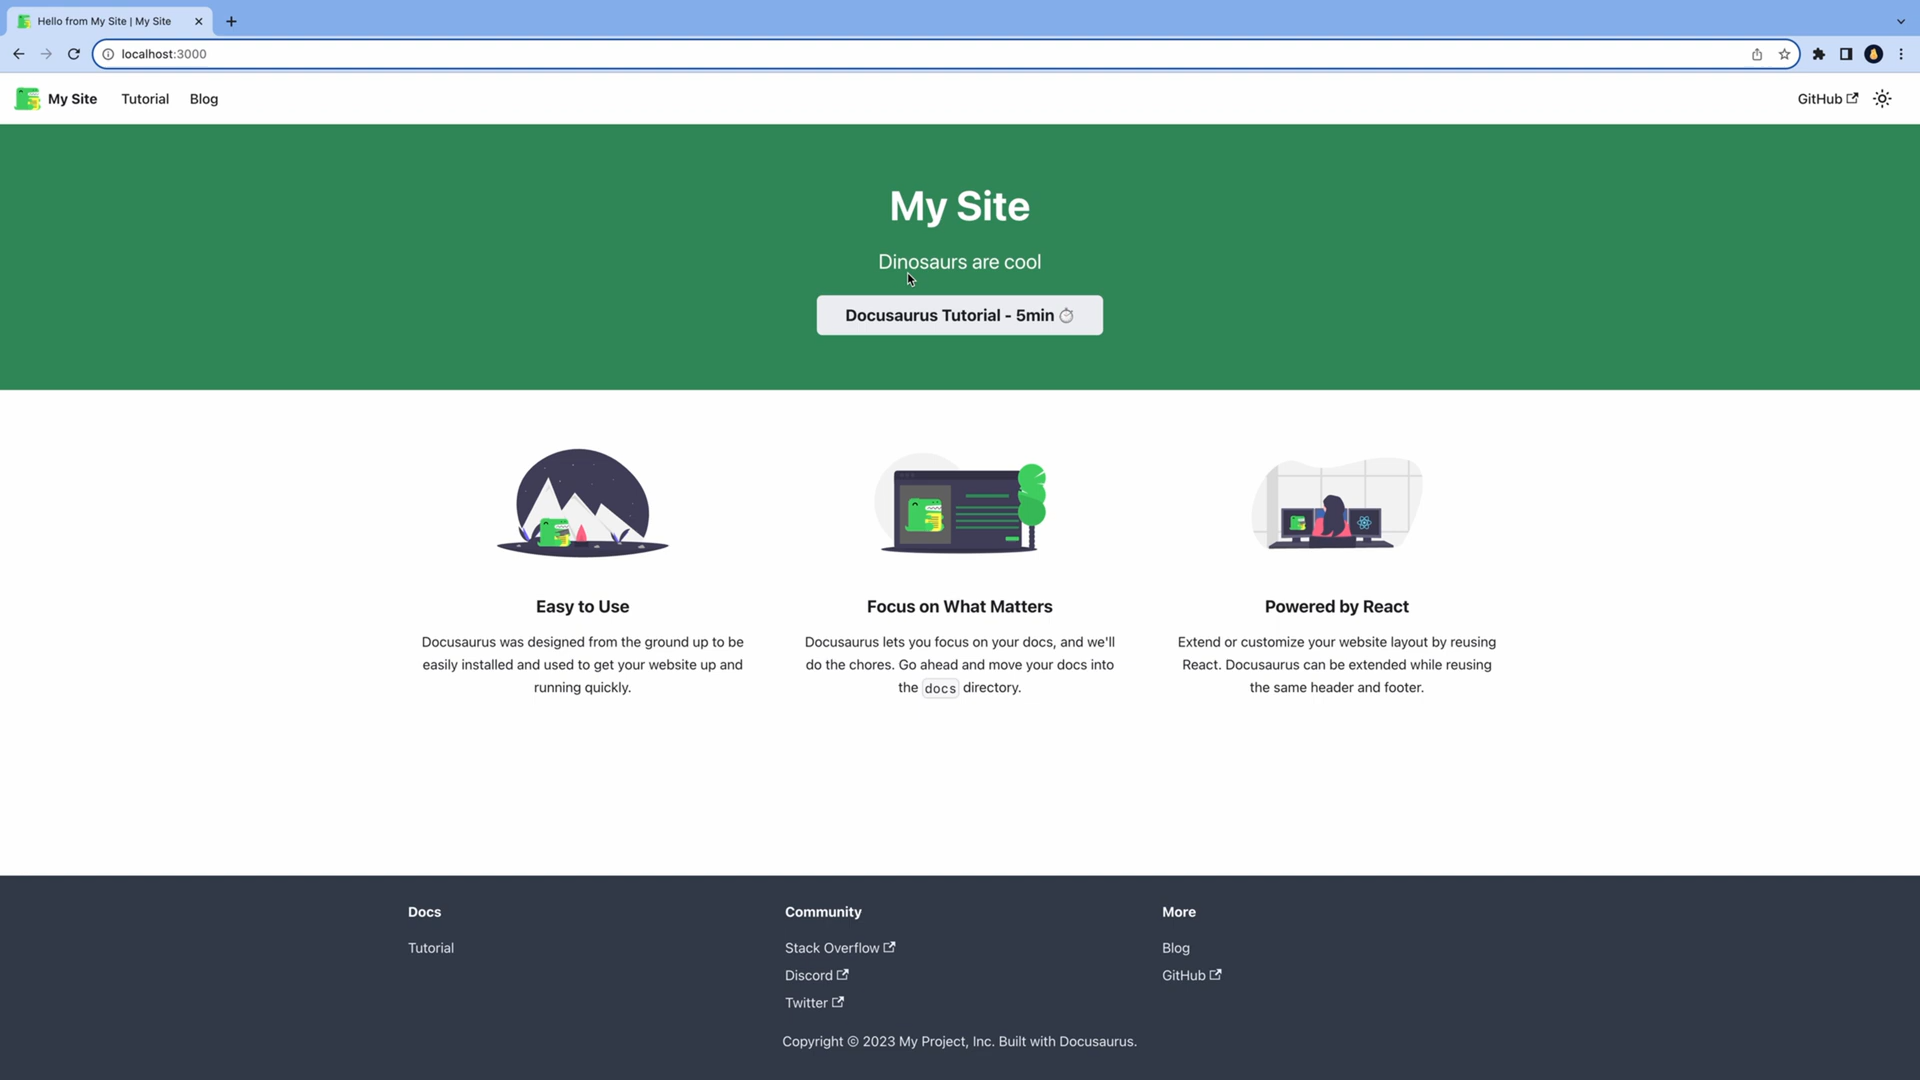 Hello from My Site | My Site
localhost:3000
My Site
Tutorial
Blog
GitHub
My Site
Dinosaurs are cool
Docusaurus Tutorial - 5min ⏱️
Easy to Use
Docusaurus was designed from the ground up to be
easily installed and used to get your website up and
running quickly.
Focus on What Matters
Docusaurus lets you focus on your docs, and we'll
do the chores. Go ahead and move your docs into
the docs directory.
Powered by React
Extend or customize your website layout by reusing
React. Docusaurus can be extended while reusing
the same header and footer.
Docs
Tutorial
Community
Stack Overflow
Discord
Twitter
More
Blog
GitHub
Copyright © 2023 My Project, Inc. Built with Docusaurus.